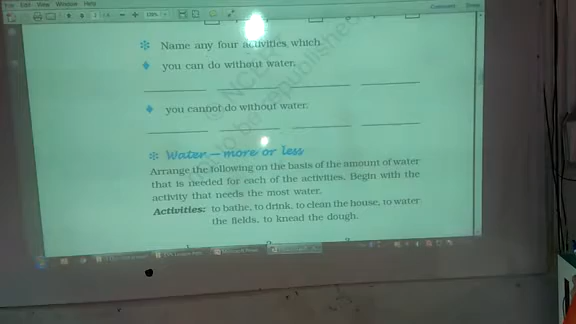 View Window Help
Name any four activities which
you can do without water.
you cannot do without water.
Water — more or less
Arrange the following on the basis of the amount of water
that is needed for each of the activities. Begin with the
activity that needs the most water.
Activities: to bathe, to drink, to clean the house, to water
the fields, to knead the dough.